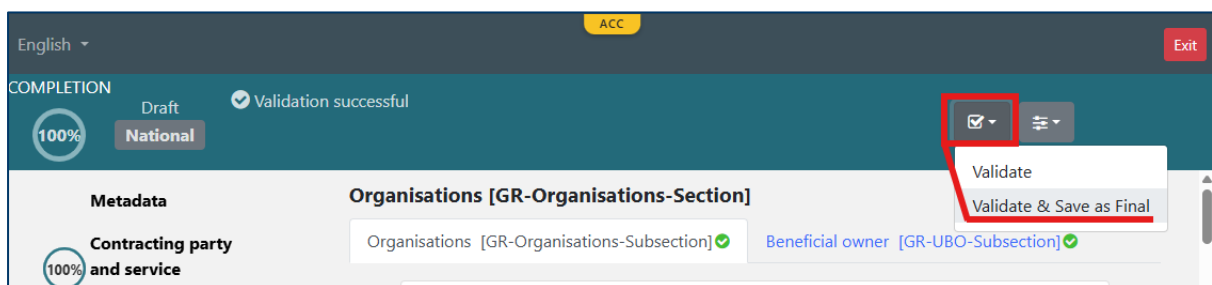 ACC
English
Exit
COMPLETION
Draft
Validation successful
100%
National
Validate
Validate & Save as Final
Metadata
Organisations [GR-Organisations-Section]
Organisations [GR-Organisations-Subsection]
Beneficial owner [GR-UBO-Subsection]
Contracting party
100% and service